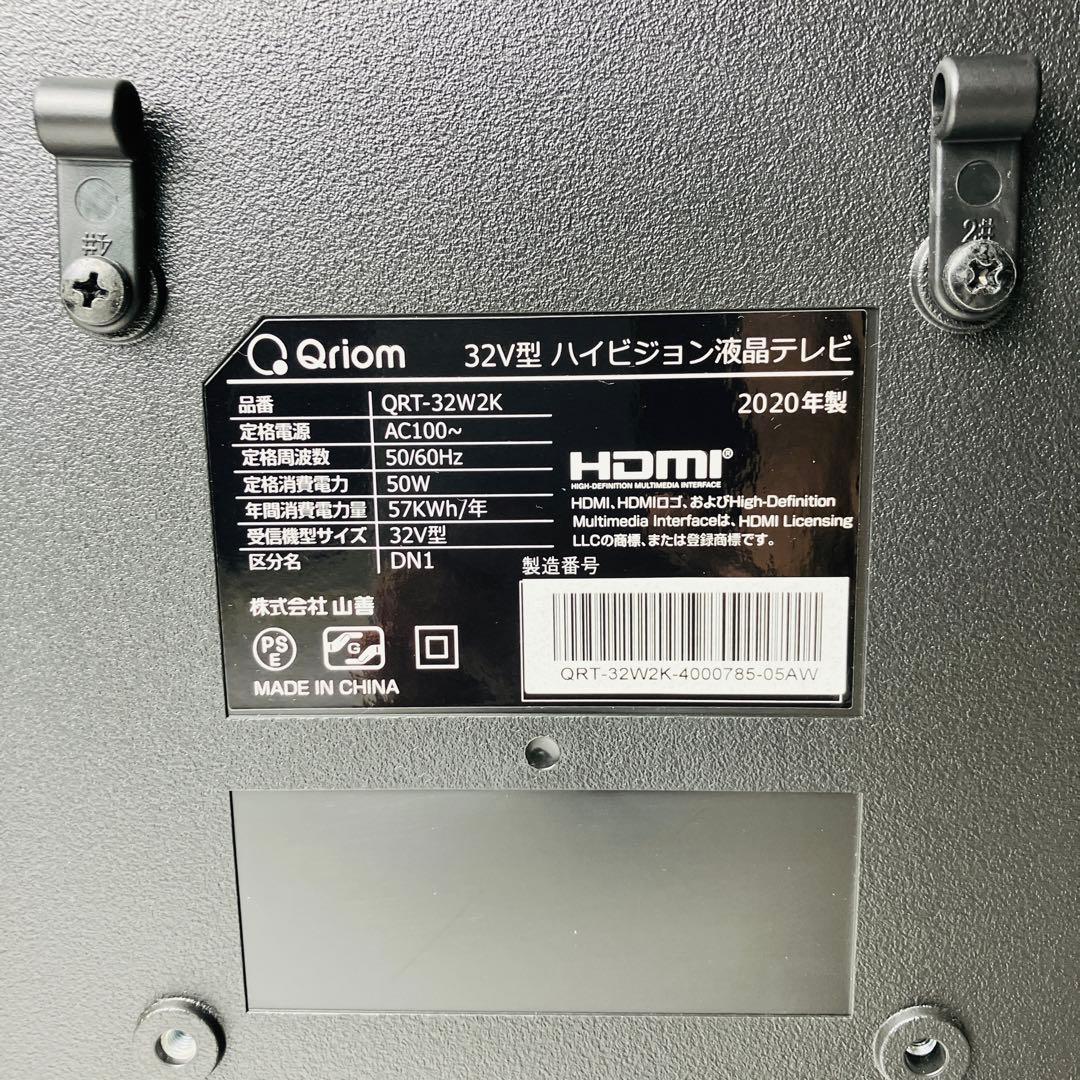 4#
2#
Qriom 32V型 ハイビジョン液晶テレビ
品番 QRT-32W2K
2020年製
定格電源 AC100~
定格周波数 50/60Hz
定格消費電力 50W
年間消費電力量 57KWh/年
受信機型サイズ 32V型
区分名 DN1
HDMI®
HIGH-DEFINITION MULTIMEDIA INTERFACE
HDMI、HDMIロゴ、およびHigh-Definition
Multimedia Interfaceは、HDMI Licensing
LLCの商標、または登録商標です。
製造番号
QRT-32W2K-4000785-05AW
株式会社 山善
PS
E
G
MADE IN CHINA